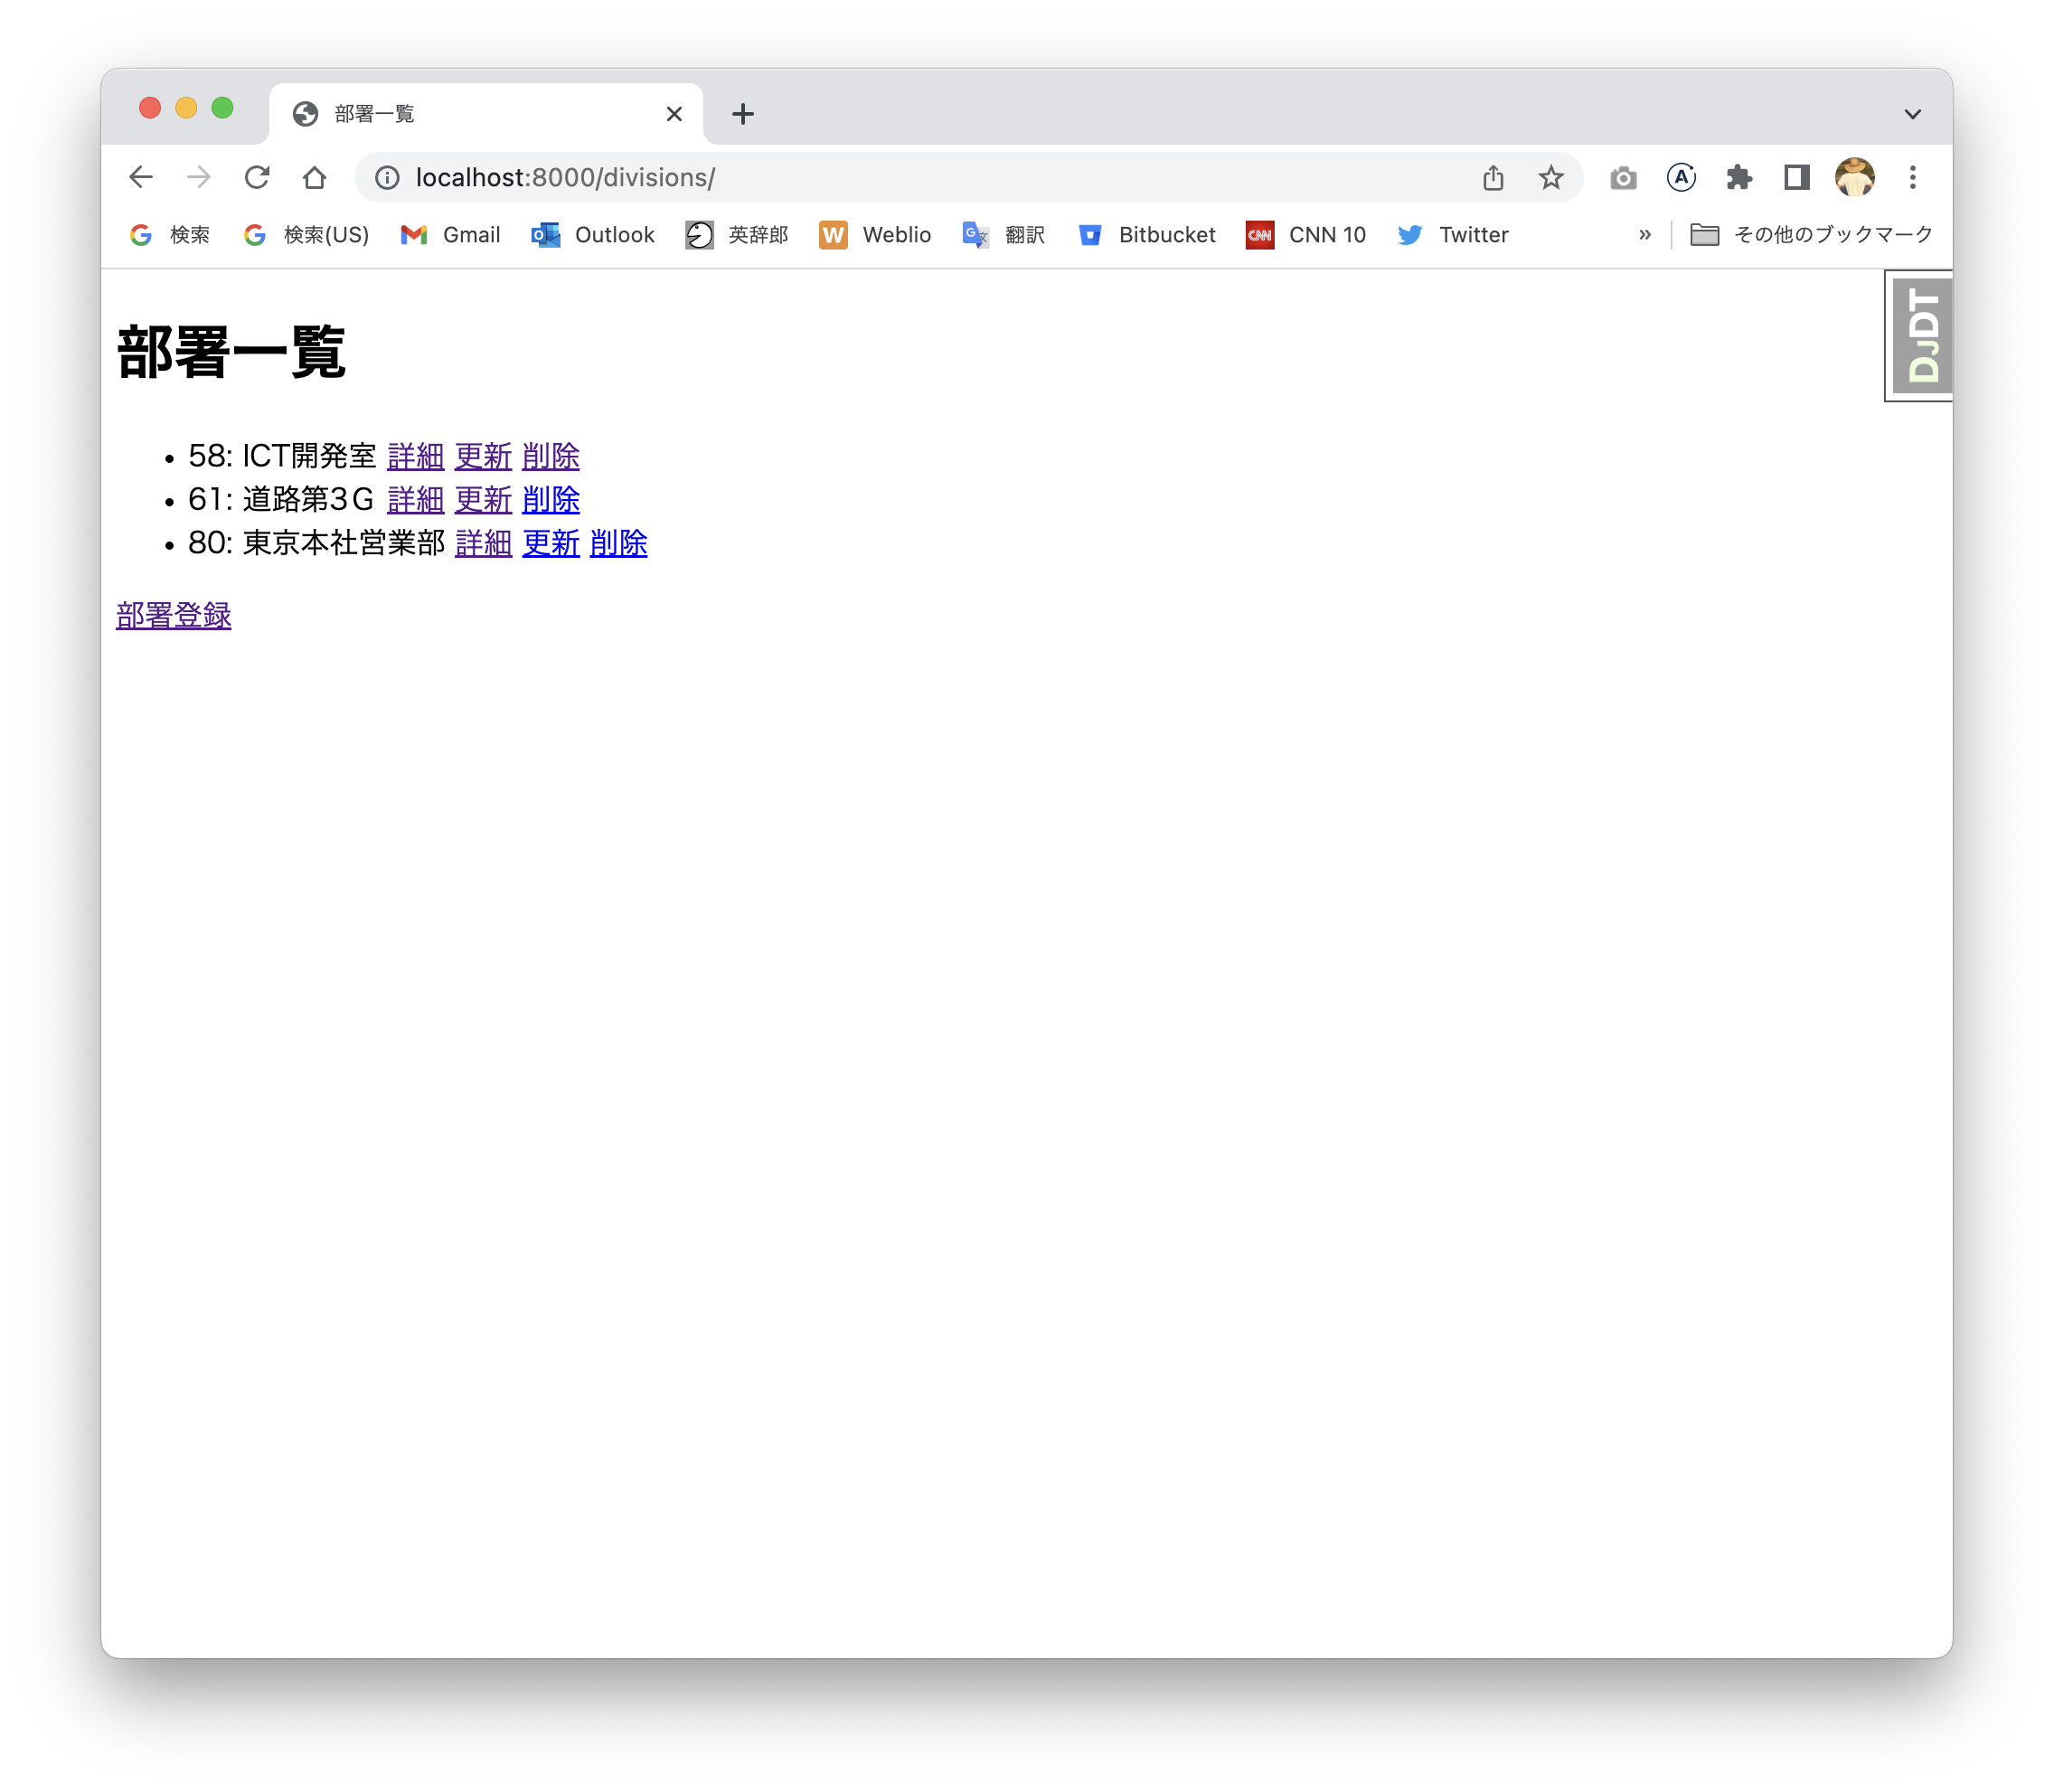 部署一覧
localhost:8000/divisions/
検索 検索(US) Gmail Outlook 英辞郎 W Weblio 翻訳 Bitbucket CNN CNN 10 Twitter » その他のブックマーク
DJDT
部署一覧
• 58: ICT開発室 詳細 更新 削除
• 61: 道路第3Ｇ 詳細 更新 削除
• 80: 東京本社営業部 詳細 更新 削除
部署登録